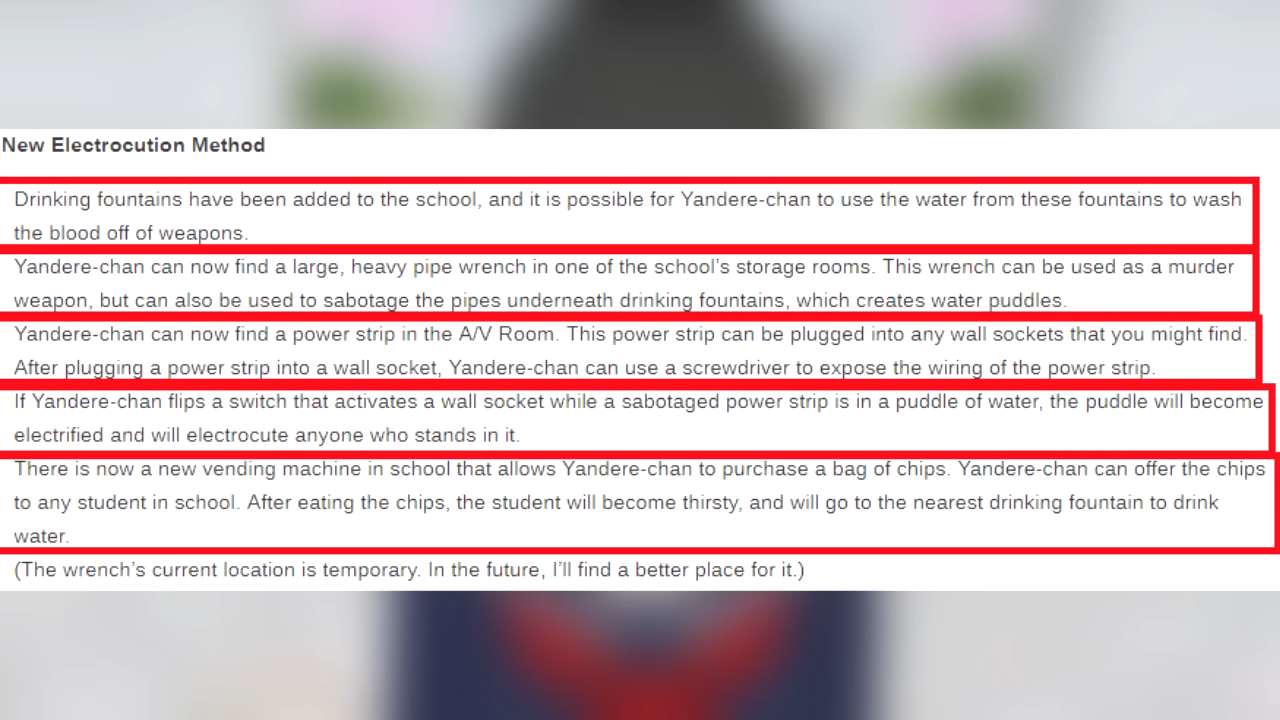 New Electrocution Method
Drinking fountains have been added to the school, and it is possible for Yandere-chan to use the water from these fountains to wash
the blood off of weapons.
Yandere-chan can now find a large, heavy pipe wrench in one of the school's storage rooms. This wrench can be used as a murder
weapon, but can also be used to sabotage the pipes underneath drinking fountains, which creates water puddles.
Yandere-chan can now find a power strip in the A/V Room. This power strip can be plugged into any wall sockets that you might find.
After plugging a power strip into a wall socket, Yandere-chan can use a screwdriver to expose the wiring of the power strip.
If Yandere-chan flips a switch that activates a wall socket while a sabotaged power strip is in a puddle of water, the puddle will become
electrified and will electrocute anyone who stands in it.
There is now a new vending machine in school that allows Yandere-chan to purchase a bag of chips. Yandere-chan can offer the chips
to any student in school. After eating the chips, the student will become thirsty, and will go to the nearest drinking fountain to drink
water.
(The wrench's current location is temporary. In the future, I'll find a better place for it.)